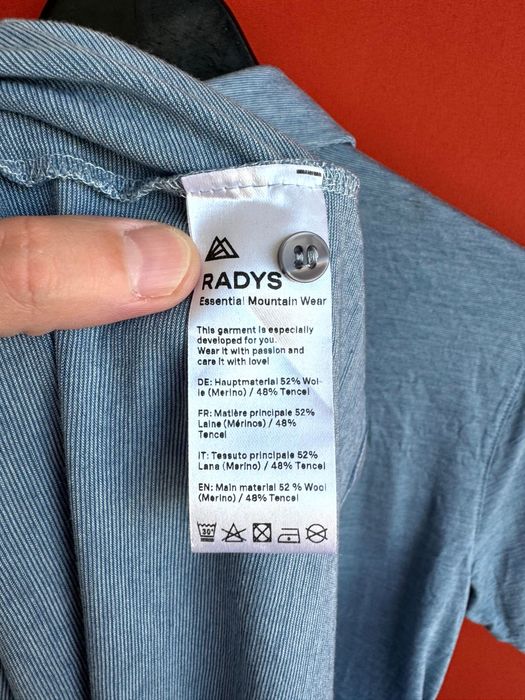 RADYS
Essential Mountain Wear
This garment is especially
developed for you.
Wear it with passion and
care it with love!
DE: Hauptmaterial 52% Wol-
le (Merino) / 48% Tencel
FR: Matière principale 52%
Laine (Mérinos) / 48%
Tencel
IT: Tessuto principale 52%
Lana (Merino) / 48% Tencel
EN: Main material 52 % Wool
(Merino) / 48% Tencel
30°